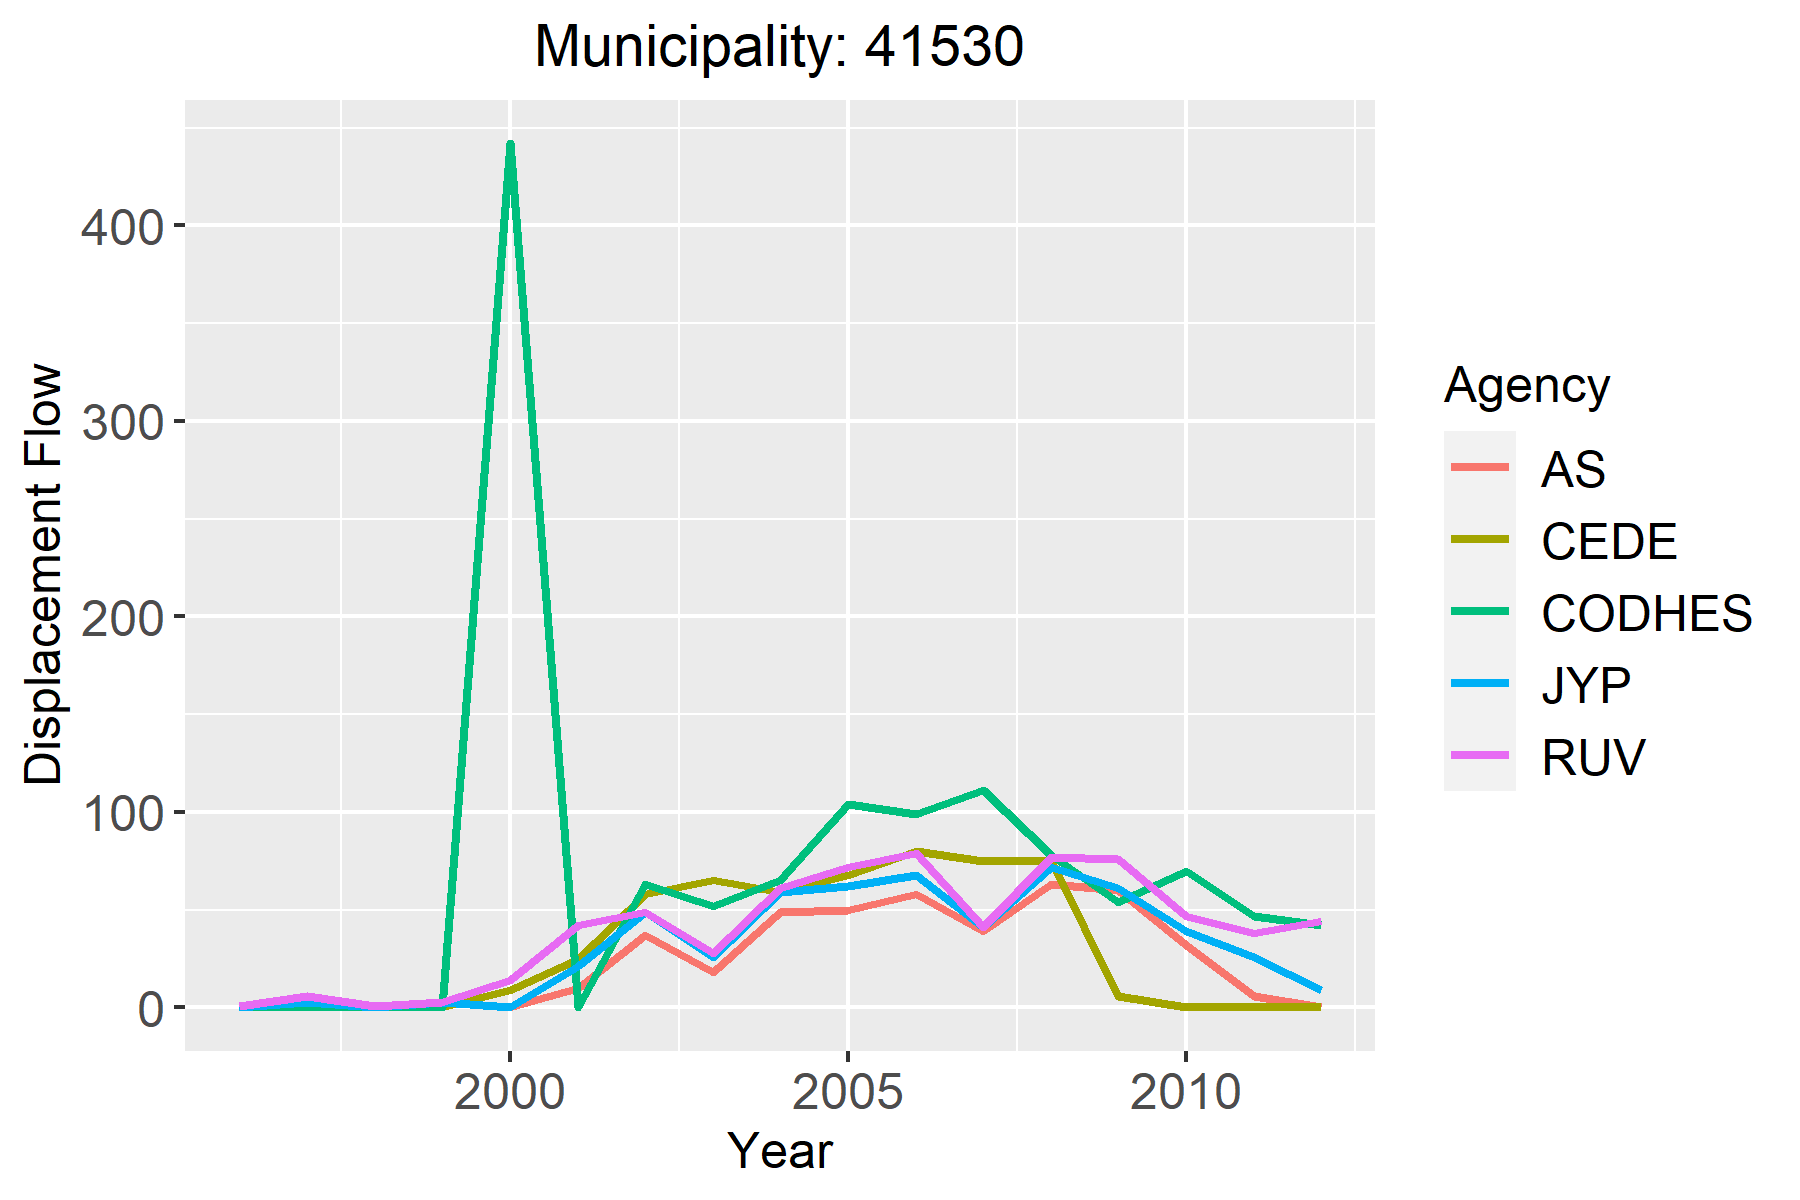 Municipality: 41530
Displacement Flow
400
300
200
100
0
2000
2005
2010
Year
Agency
AS
CEDE
CODHES
JYP
RUV